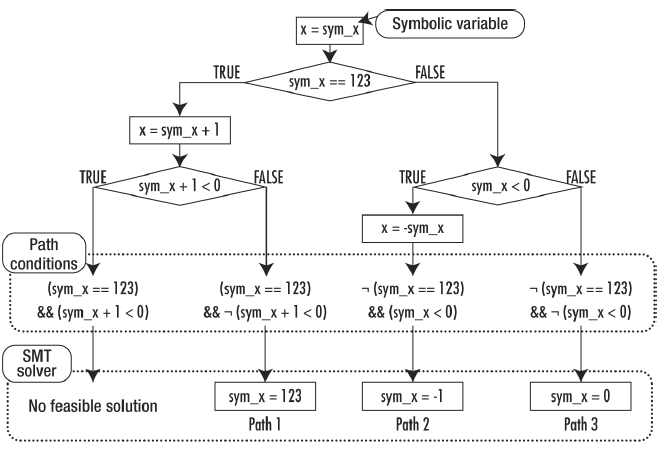 x = sym_x
Symbolic variable
TRUE
sym_x == 123
FALSE
x = sym_x + 1
TRUE
sym_x + 1 < 0
FALSE
TRUE
sym_x < 0
FALSE
x = -sym_x
Path
conditions
(sym_x == 123)
&& (sym_x + 1 < 0)
(sym_x == 123)
&& ¬ (sym_x + 1 < 0)
¬ (sym_x == 123)
&& (sym_x < 0)
¬ (sym_x == 123)
&& ¬ (sym_x < 0)
SMT
solver
No feasible solution
sym_x = 123
Path 1
sym_x = -1
Path 2
sym_x = 0
Path 3